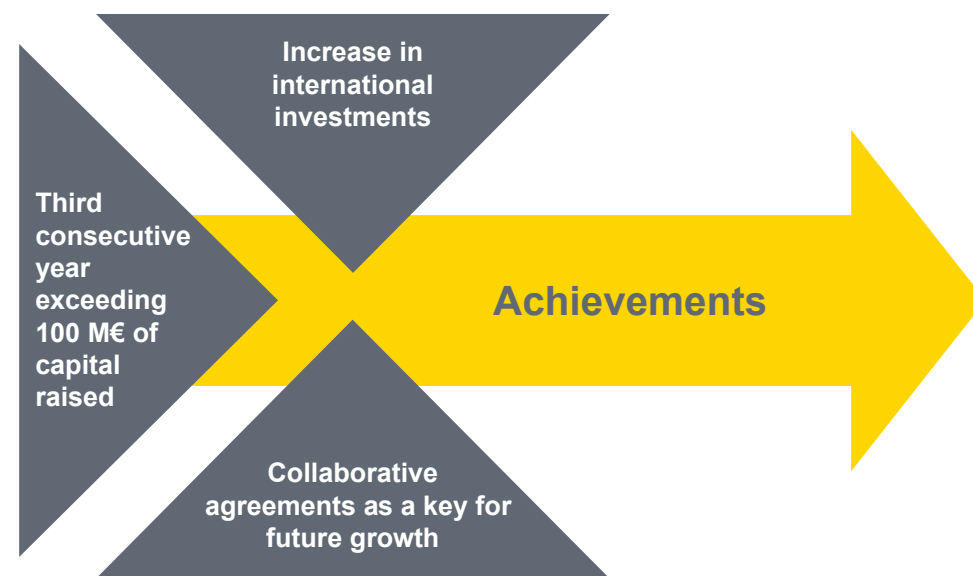 Increase in
international
investments
Third
consecutive
year
exceeding
100 M€ of
capital
raised
Achievements
Collaborative
agreements as a key for
future growth